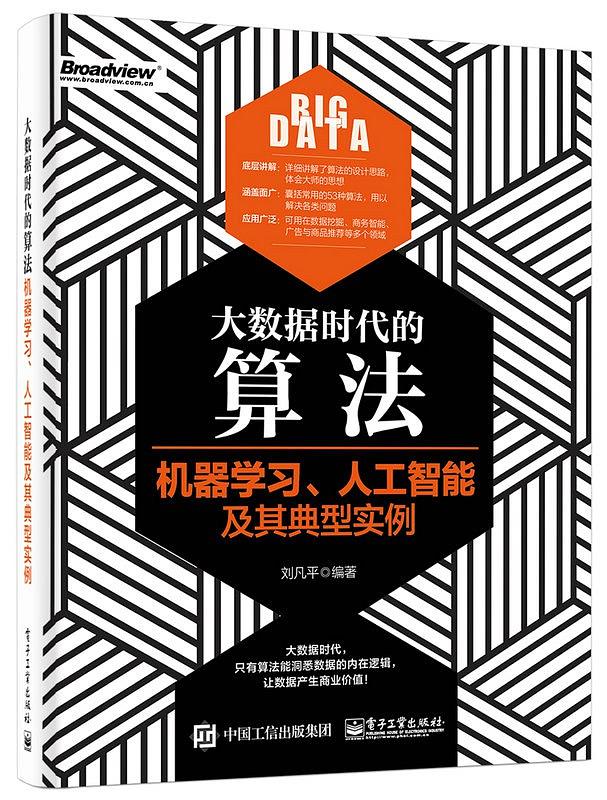 Broadview®
www.broadview.com.cn
BIG
DATA
底层讲解：详细讲解了算法的设计思路，
体会大师的思想
涵盖面广：囊括常用的53种算法，用以
解决各类问题
应用广泛：可用在数据挖掘、商务智能、
广告与商品推荐等多个领域
大数据时代的
算法
机器学习、人工智能
及其典型实例
刘凡平◎编著
大数据时代，
只有算法能洞悉数据的内在逻辑，
让数据产生商业价值！
中国工信出版集团
电子工业出版社
PUBLISHING HOUSE OF ELECTRONICS INDUSTRY
http://www.phei.com.cn
大数据时代的算法 机器学习、人工智能及其典型实例
电子工业出版社